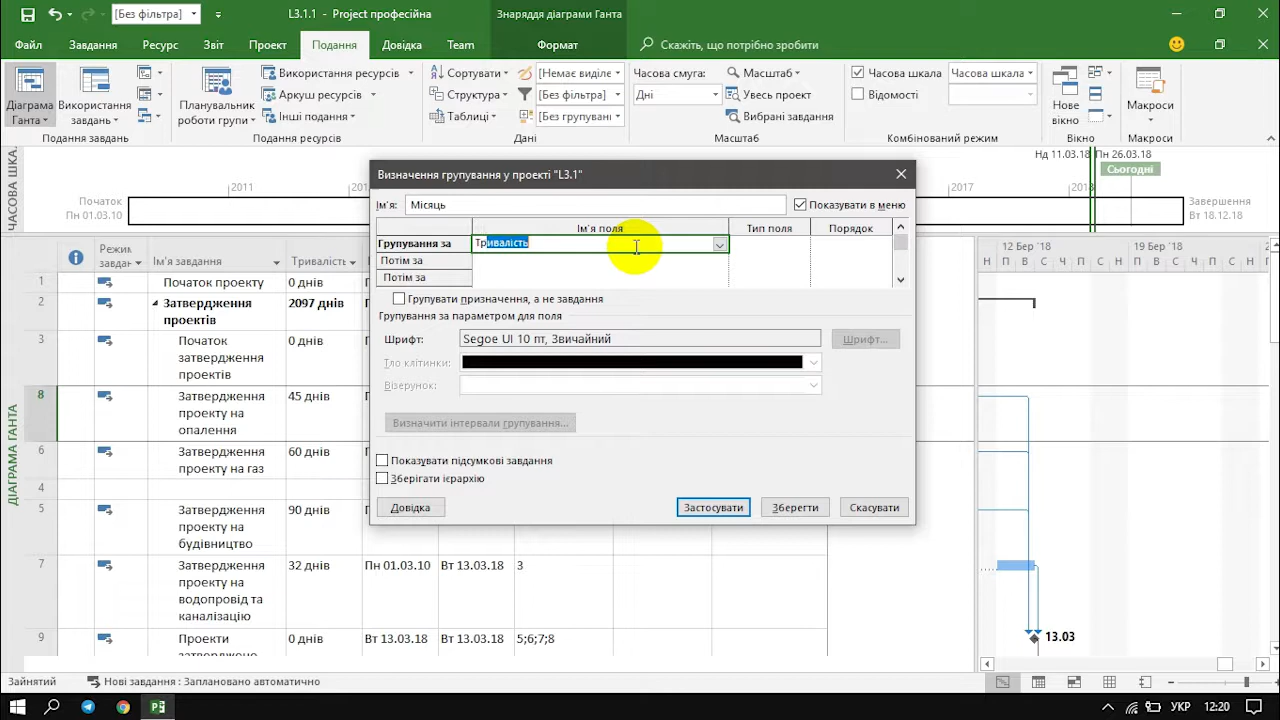 [Без фільтра]
L3.1.1 - Project професійна
Знаряддя діаграми Ганта
Файл Завдання Ресурс Звіт Проект Подання Довідка Team Формат Скажіть, що потрібно зробити
Діаграма Ганта
Використання завдань
Подання завдань
Планувальник роботи групи
Використання ресурсів
Аркуш ресурсів
Інші подання
Подання ресурсів
Сортувати
Структура
Таблиці
[Немає виділе
[Без фільтра]
[Без групуван
Дані
Часова смуга:
Дні
Масштаб
Увесь проект
Вибрані завдання
Масштаб
Часова шкала Часова шкала
Відомості
Комбінований режим
Нове вікно
Вікно
Макроси
Макроси
ЧАСОВА ШКА
Нд 11.03.18 Пн 26.03.18
Сьогодні
2011 2017 2018
Початок
Пн 01.03.10
Завершення
Вт 18.12.18
Визначення групування у проекті "L3.1"
Ім'я: Місяць Показувати в меню
Ім'я поля Тип поля Порядок
Групування за Тривалість
Потім за
Потім за
Групувати призначення, а не завдання
Групування за параметром для поля
Шрифт: Segoe UI 10 пт, Звичайний Шрифт...
Тло клітинки:
Візерунок:
Визначити інтервали групування...
Показувати підсумкові завдання
Зберігати ієрархію
Довідка Застосувати Зберегти Скасувати
Режим завдан Ім'я завдання Тривалість
12 Бер '18 19 Бер '18
Н П В С Ч П С Н П В С Ч П С Н П
1 Початок проекту 0 днів
2 Затвердження проектів 2097 днів
3 Початок затвердження проектів 0 днів
8 Затвердження проекту на опалення 45 днів
6 Затвердження проекту на газ 60 днів
4
5 Затвердження проекту на будівництво 90 днів
7 Затвердження проекту на водопровід та каналізацію 32 днів Пн 01.03.10 Вт 13.03.18 3
9 Проекти затверджено 0 днів Вт 13.03.18 Вт 13.03.18 5;6;7;8
13.03
ДІАГРАМА ГАНТА
Зайнятий Нові завдання : Заплановано автоматично
УКР 12:20